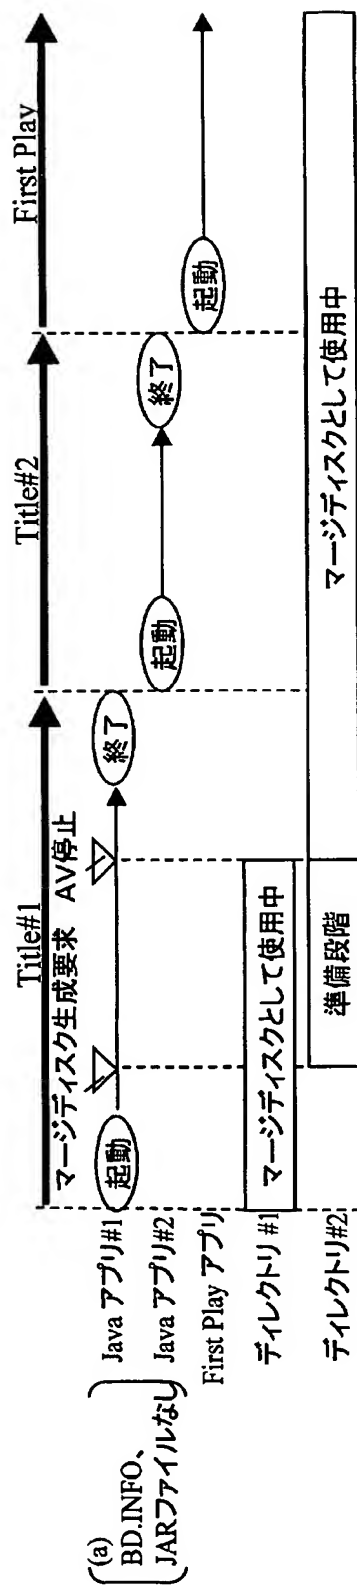 Title#1
Title#2
First Play
マージディスク生成要求 AV停止
(a)
BD.INFO、
JARファイルなし
Java アプリ#1
起動
終了
Java アプリ#2
起動
終了
First Play アプリ
起動
ディレクトリ #1
マージディスクとして使用中
ディレクトリ#2
準備段階
マージディスクとして使用中